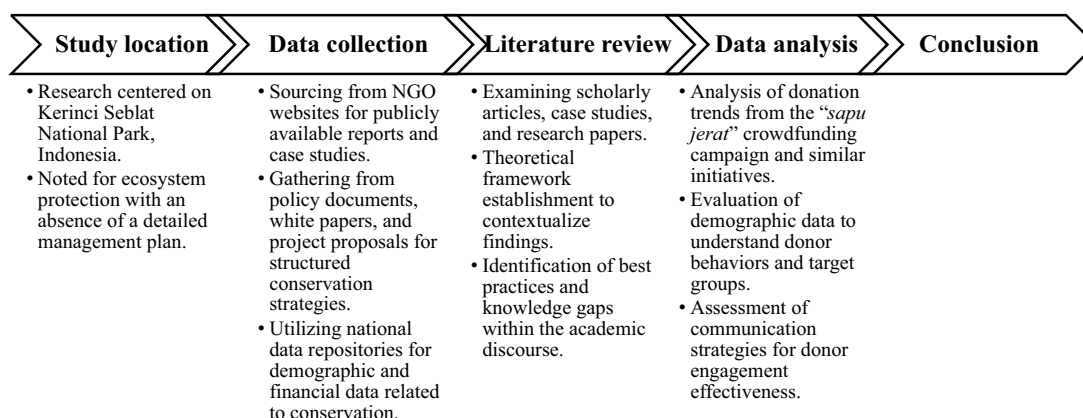 Study location
Data collection
Literature review
Data analysis
Conclusion
• Research centered on
Kerinci Seblat
National Park,
Indonesia.
• Noted for ecosystem
protection with an
absence of a detailed
management plan.
• Sourcing from NGO
websites for publicly
available reports and
case studies.
• Gathering from
policy documents,
white papers, and
project proposals for
structured
conservation
strategies.
• Utilizing national
data repositories for
demographic and
financial data related
to conservation.
• Examining scholarly
articles, case studies,
and research papers.
• Theoretical
framework
establishment to
contextualize
findings.
• Identification of best
practices and
knowledge gaps
within the academic
discourse.
• Analysis of donation
trends from the “sapu
jerat” crowdfunding
campaign and similar
initiatives.
• Evaluation of
demographic data to
understand donor
behaviors and target
groups.
• Assessment of
communication
strategies for donor
engagement
effectiveness.